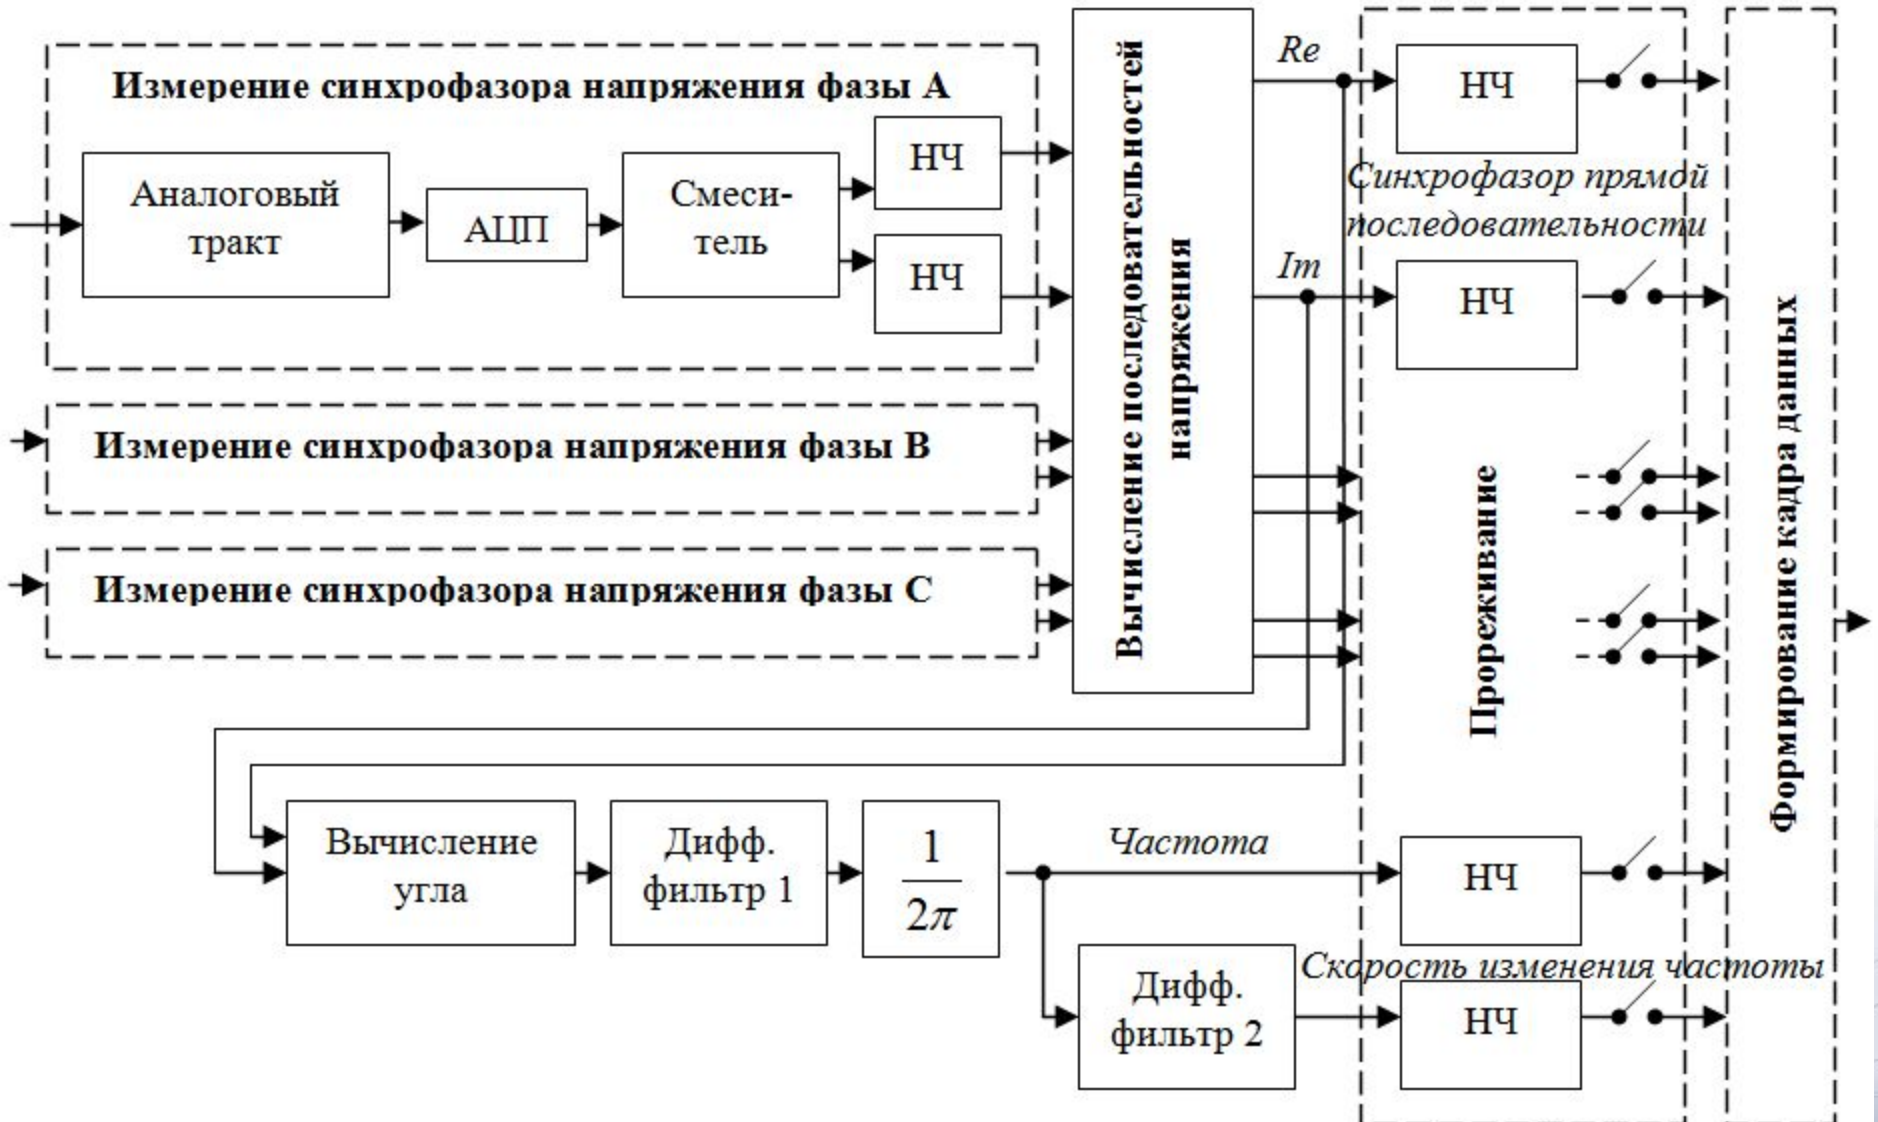 Измерение синхрофазора напряжения фазы А
Аналоговый
тракт
АЦП
Смеси-
тель
НЧ
НЧ
Измерение синхрофазора напряжения фазы В
Измерение синхрофазора напряжения фазы С
Вычисление последовательностей
напряжения
Re
Im
НЧ
Синхрофазор прямой
последовательности
НЧ
Прореживание
Формирование кадра данных
Вычисление
угла
Дифф.
фильтр 1
1
2π
Частота
НЧ
Скорость изменения частоты
Дифф.
фильтр 2
НЧ